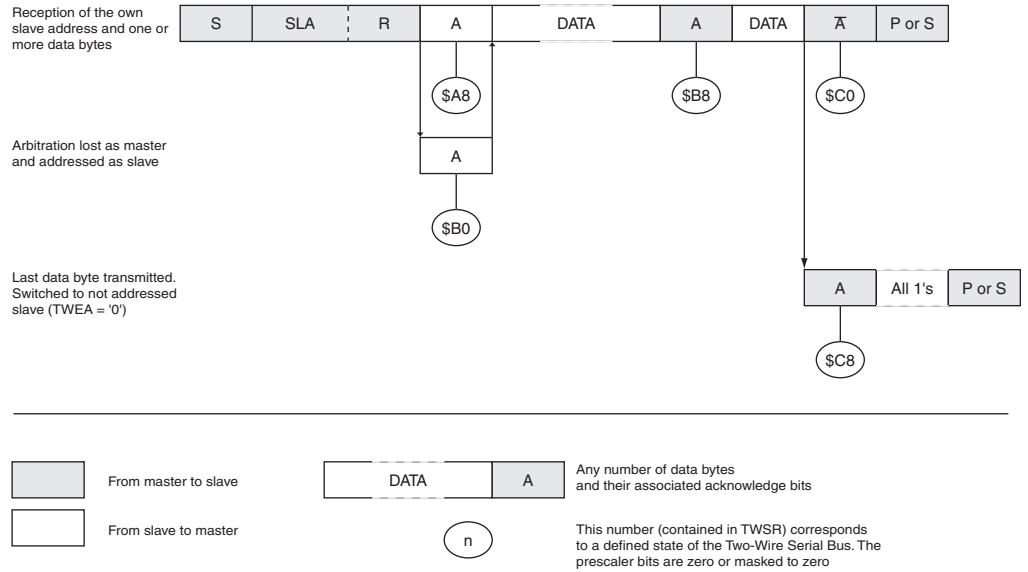 Reception of the own
slave address and one or
more data bytes
S SLA R A DATA A DATA A̅ P or S
$A8 $B8 $C0
Arbitration lost as master
and addressed as slave
A
$B0
Last data byte transmitted.
Switched to not addressed
slave (TWEA = '0')
A All 1's P or S
$C8
From master to slave
DATA A
Any number of data bytes
and their associated acknowledge bits
From slave to master
n
This number (contained in TWSR) corresponds
to a defined state of the Two-Wire Serial Bus. The
prescaler bits are zero or masked to zero